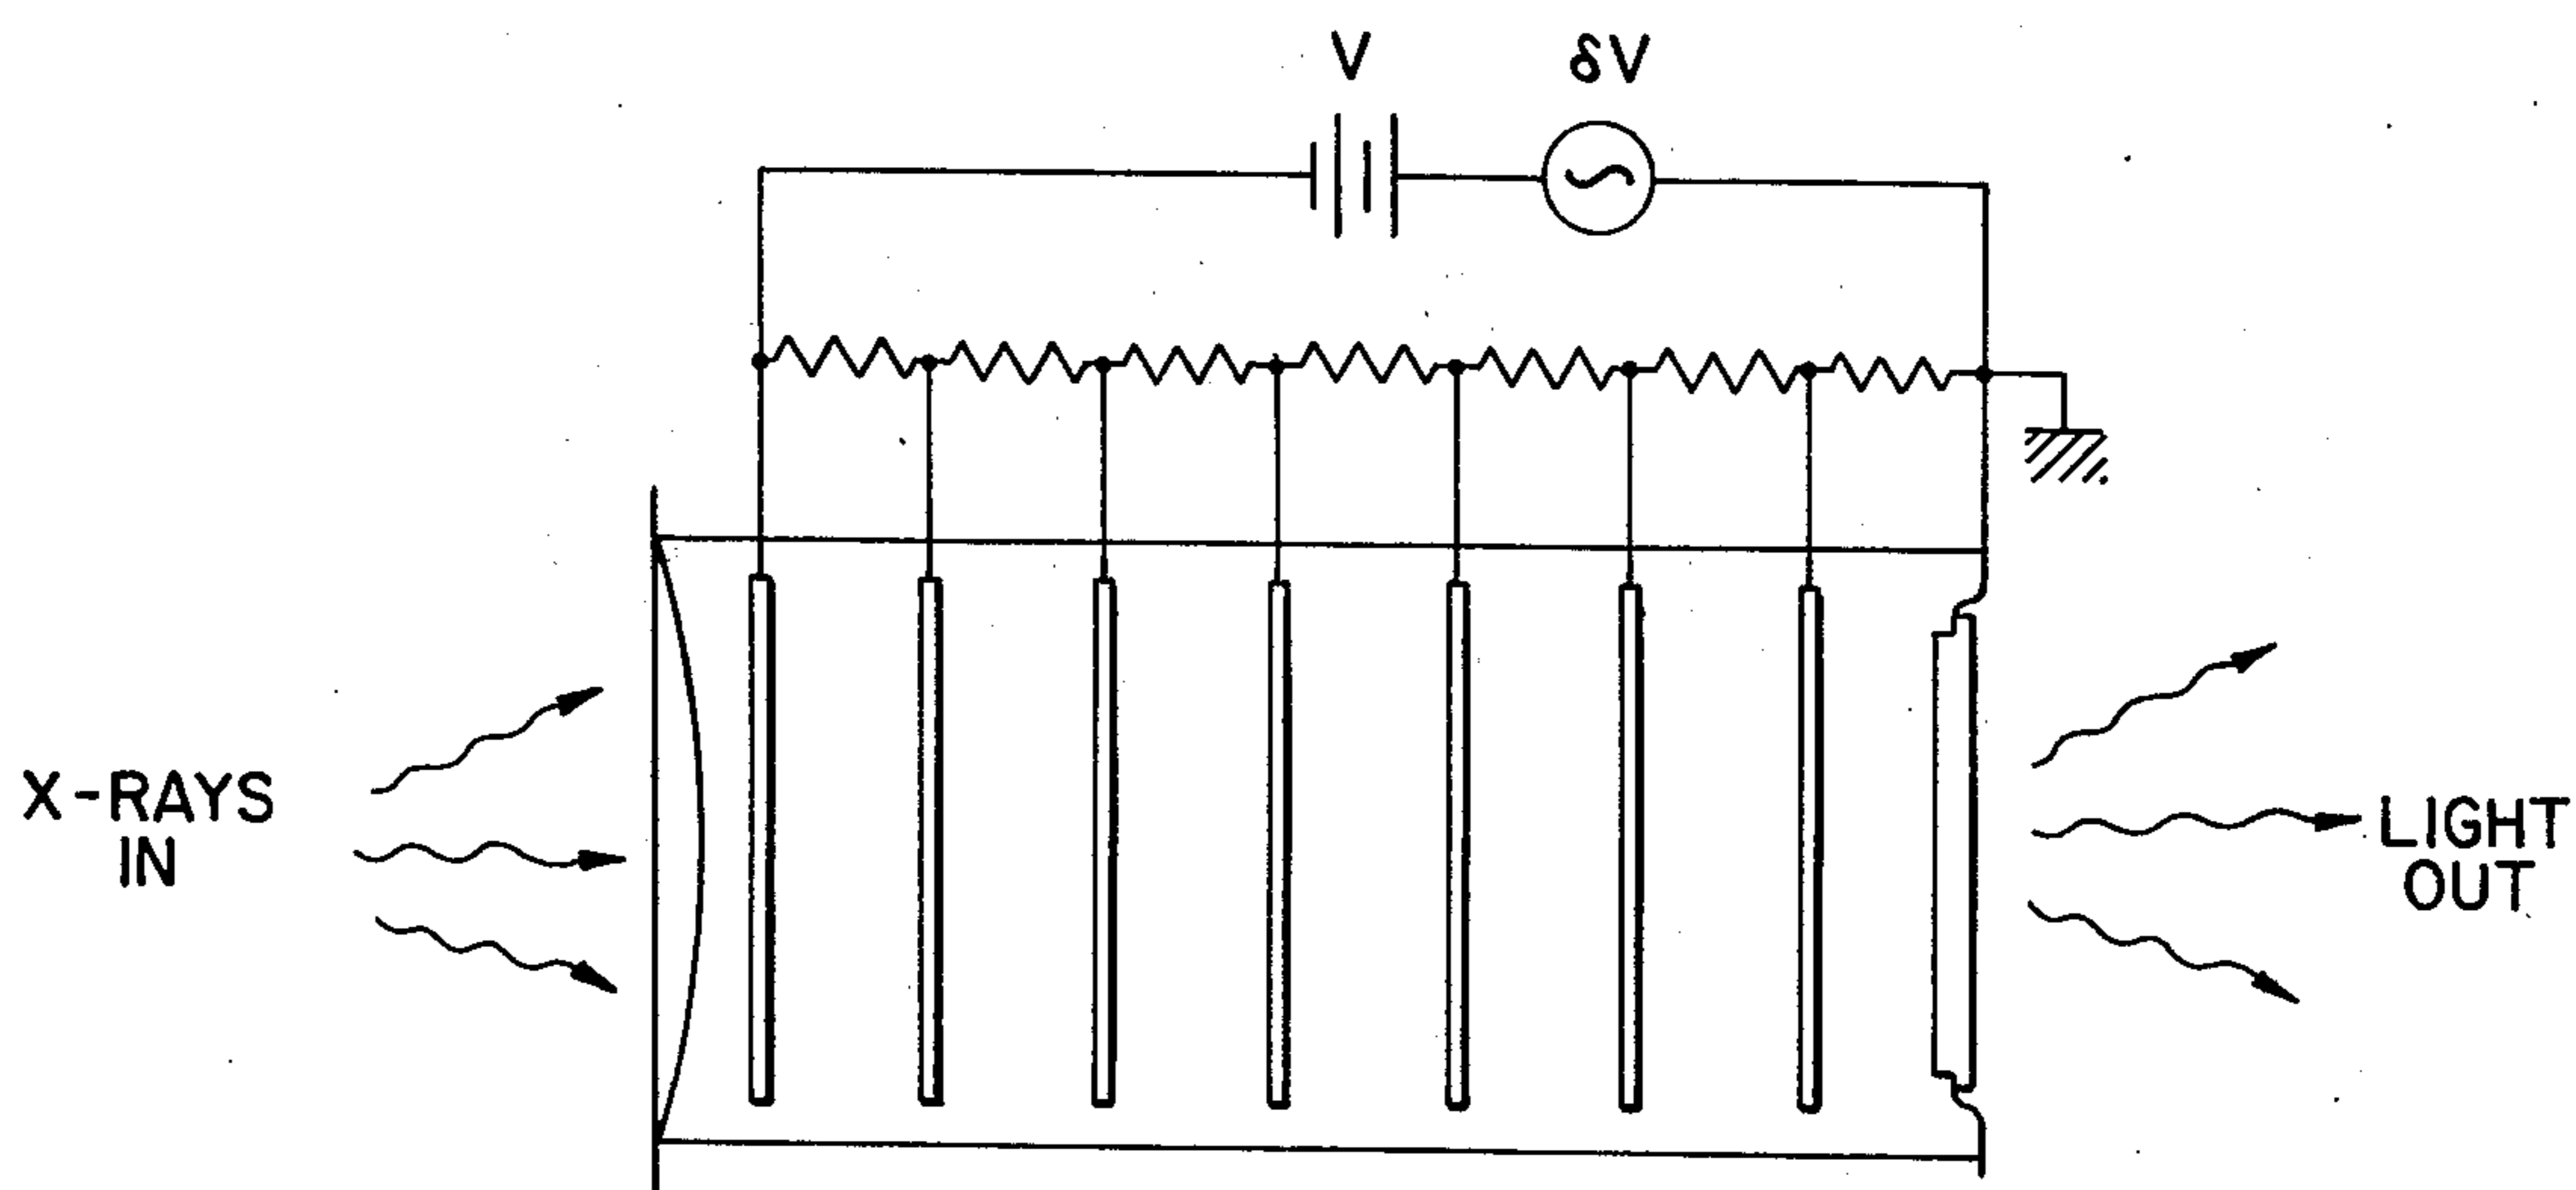 V
δV
X-RAYS
IN
LIGHT
OUT